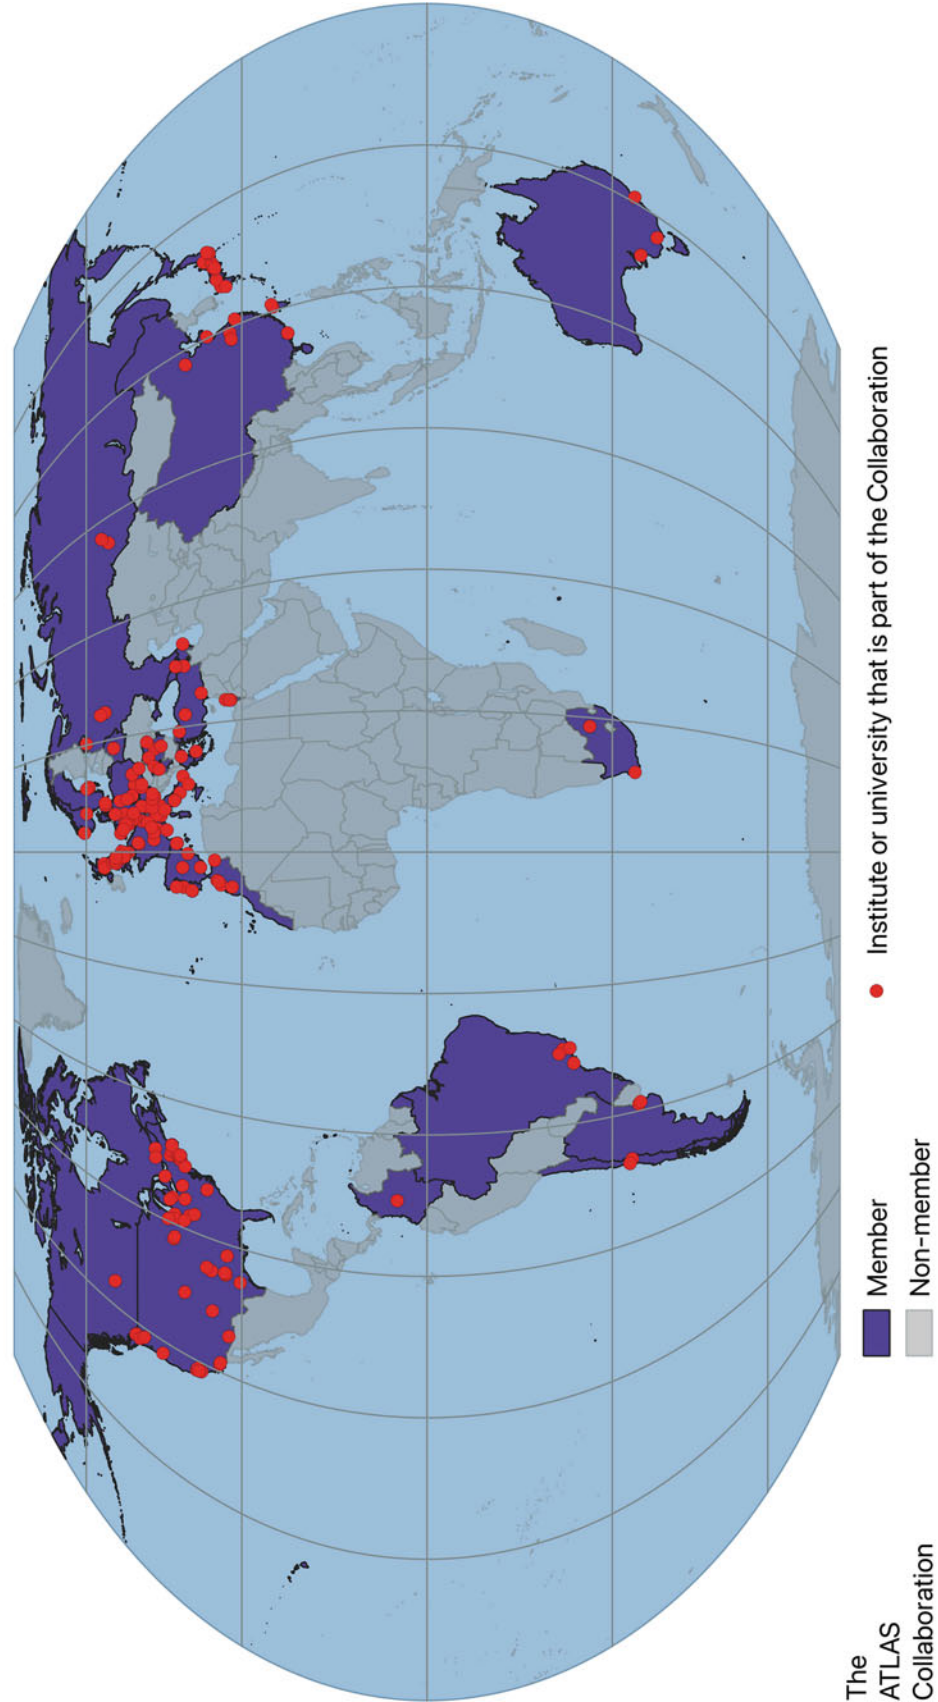 The
ATLAS
Collaboration
Member
Non-member
Institute or university that is part of the Collaboration